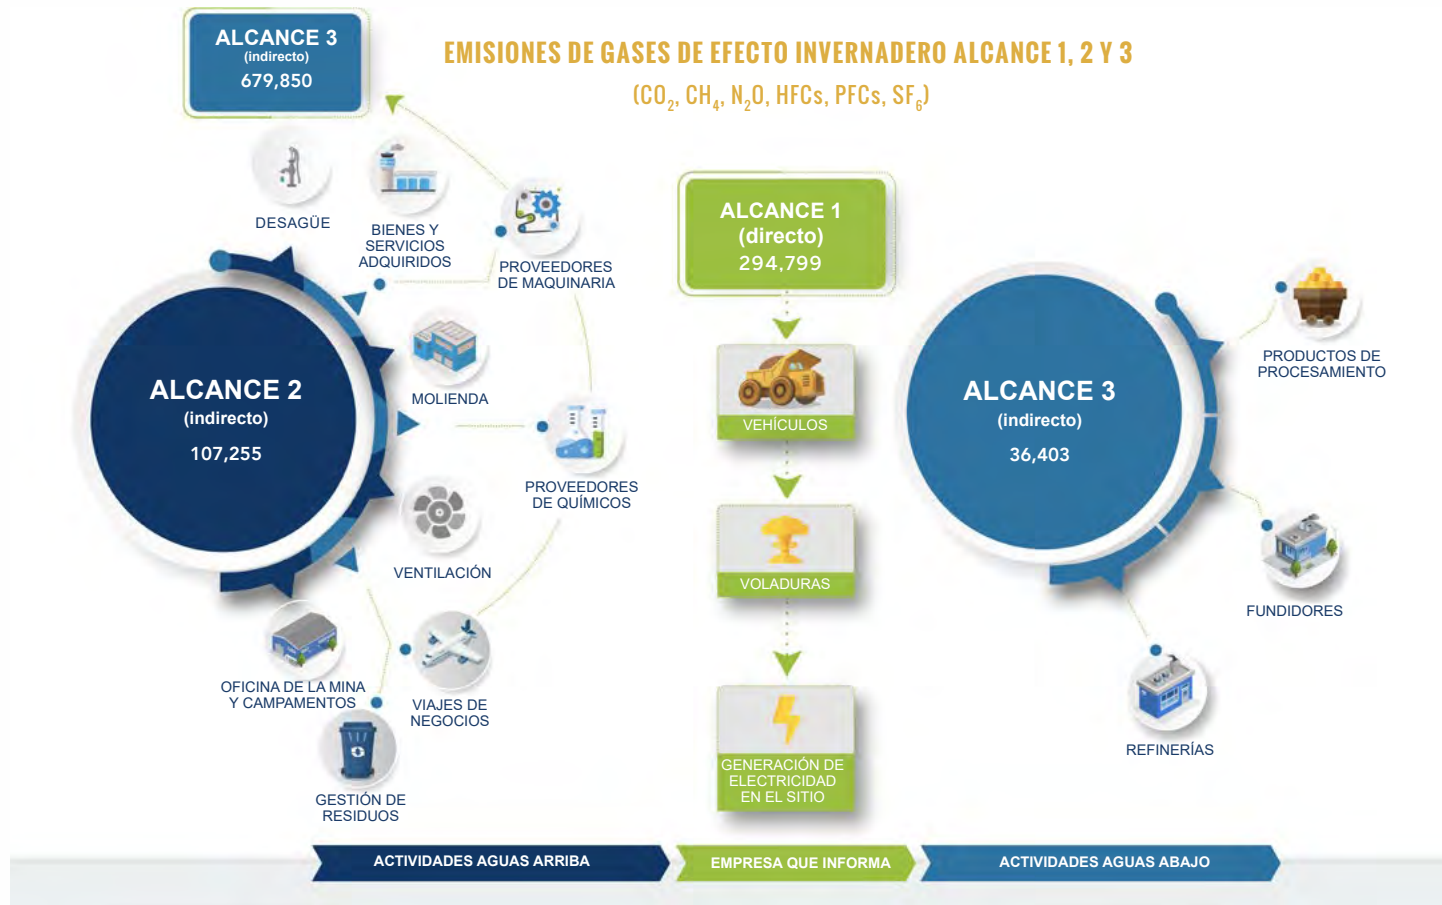 EMISIONES DE GASES DE EFECTO INVERNADERO ALCANCE 1, 2 Y 3
(CO₂, CH₄, N₂O, HFCs, PFCs, SF₆)
ALCANCE 3
(indirecto)
679,850
DESAGÜE
BIENES Y
SERVICIOS
ADQUIRIDOS
PROVEEDORES
DE MAQUINARIA
ALCANCE 2
(indirecto)
107,255
MOLIENDA
PROVEEDORES
DE QUÍMICOS
VENTILACIÓN
OFICINA DE LA MINA
Y CAMPAMENTOS
VIAJES DE
NEGOCIOS
GESTIÓN DE
RESIDUOS
ALCANCE 1
(directo)
294,799
VEHÍCULOS
VOLADURAS
GENERACIÓN DE
ELECTRICIDAD
EN EL SITIO
ALCANCE 3
(indirecto)
36,403
PRODUCTOS DE
PROCESAMIENTO
FUNDIDORES
REFINERÍAS
ACTIVIDADES AGUAS ARRIBA
EMPRESA QUE INFORMA
ACTIVIDADES AGUAS ABAJO